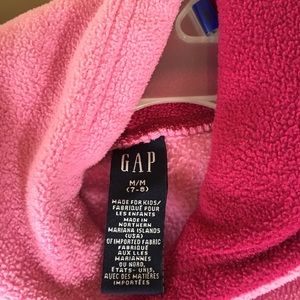 GAP
M/M
(7-8)
MADE FOR KIDS/
FABRIQUÉ POUR
LES ENFANTS
MADE IN
NORTHERN
MARIANA ISLANDS
(USA)
OF IMPORTED FABRIC
FABRIQUÉ
AUX LLES
MARIANNES
DU NORD,
ÉTATS- UNIS,
AVEC DES MATIÈRES
IMPORTÉES